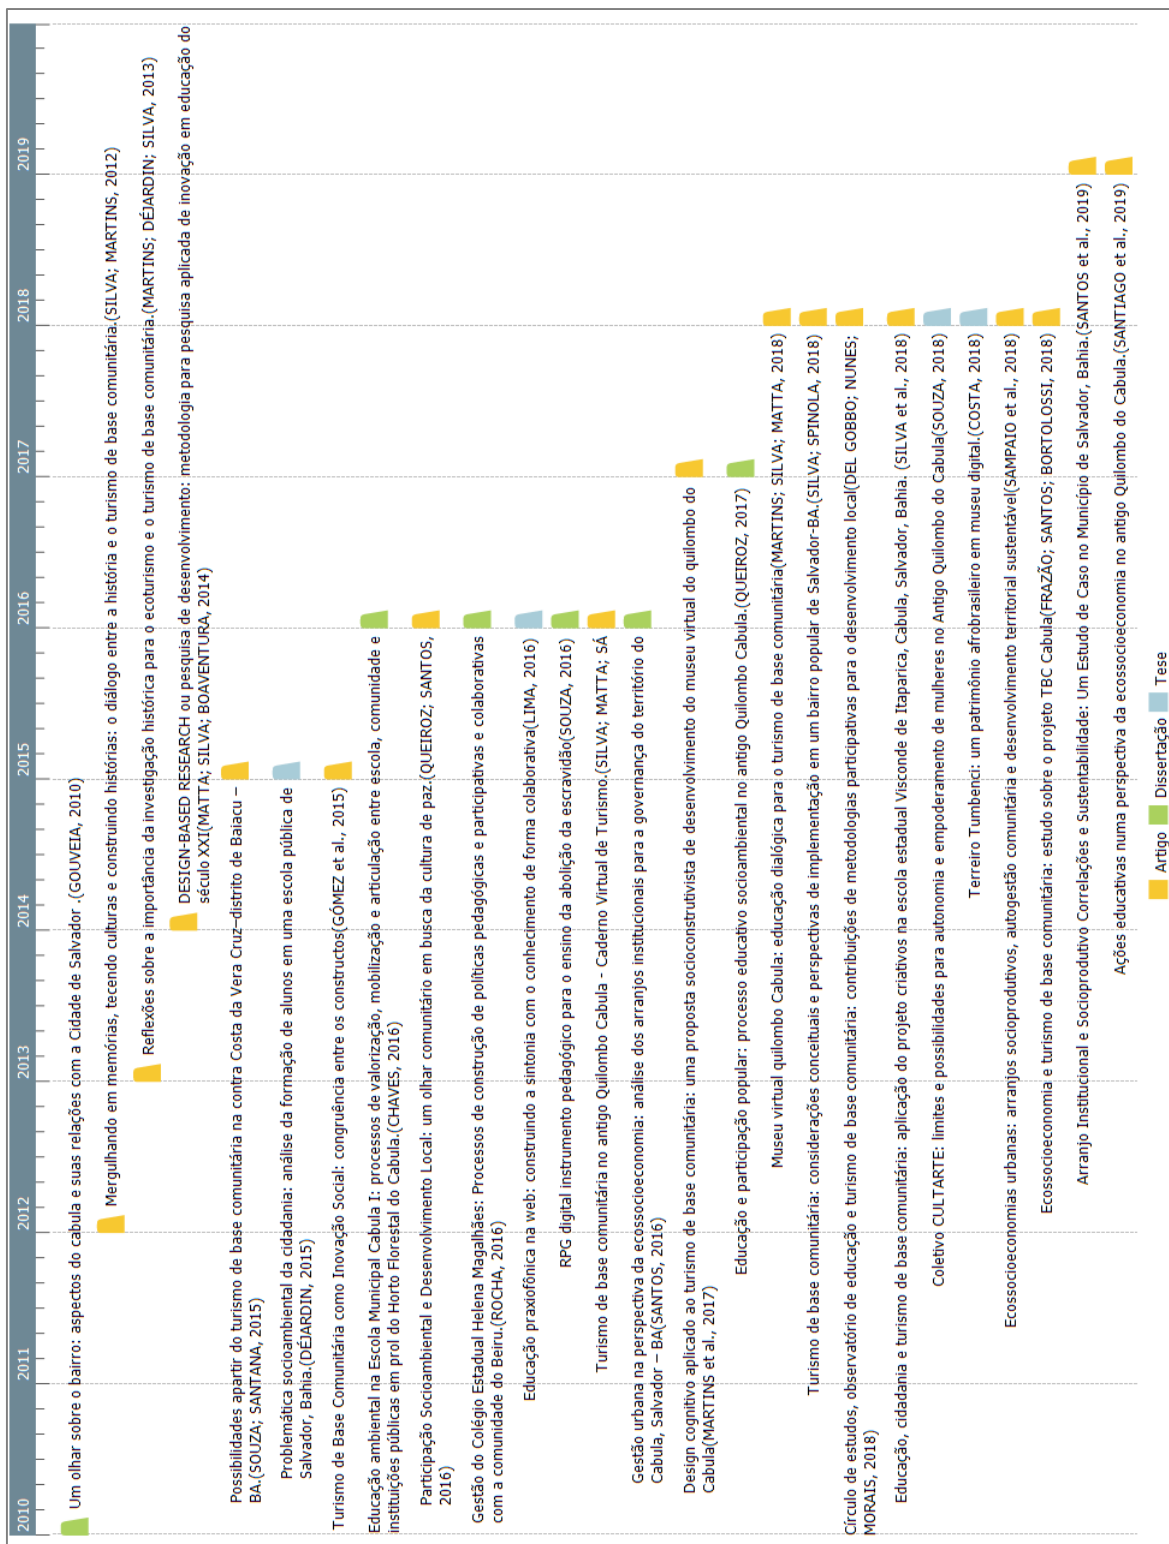 2010 2011 2012 2013 2014 2015 2016 2017 2018 2019
Um olhar sobre o bairro: aspectos do cabula e suas relações com a Cidade de Salvador .(GOUVEIA, 2010)
Mergulhando em memórias, tecendo culturas e construindo histórias: o diálogo entre a história e o turismo de base comunitária.(SILVA; MARTINS, 2012)
Reflexões sobre a importância da investigação histórica para o ecoturismo e o turismo de base comunitária.(MARTINS; DÉJARDIN; SILVA, 2013)
DESIGN-BASED RESEARCH ou pesquisa de desenvolvimento: metodologia para pesquisa aplicada de inovação em educação do
século XXI(MATTA; SILVA; BOAVENTURA, 2014)
Possibilidades apartir do turismo de base comunitária na contra Costa da Vera Cruz–distrito de Baiacu –
BA.(SOUZA; SANTANA, 2015)
Problemática socioambiental da cidadania: análise da formação de alunos em uma escola pública de
Salvador, Bahia.(DÉJARDIN, 2015)
Turismo de Base Comunitária como Inovação Social: congruência entre os constructos(GÓMEZ et al., 2015)
Educação ambiental na Escola Municipal Cabula I: processos de valorização, mobilização e articulação entre escola, comunidade e
instituições públicas em prol do Horto Florestal do Cabula.(CHAVES, 2016)
Participação Socioambiental e Desenvolvimento Local: um olhar comunitário em busca da cultura de paz.(QUEIROZ; SANTOS,
2016)
Gestão do Colégio Estadual Helena Magalhães: Processos de construção de políticas pedagógicas e participativas e colaborativas
com a comunidade do Beiru.(ROCHA, 2016)
Educação praxiofônica na web: construindo a sintonia com o conhecimento de forma colaborativa(LIMA, 2016)
RPG digital instrumento pedagógico para o ensino da abolição da escravidão(SOUZA, 2016)
Turismo de base comunitária no antigo Quilombo Cabula - Caderno Virtual de Turismo.(SILVA; MATTA; SÁ
Gestão urbana na perspectiva da ecossocioeconomia: análise dos arranjos institucionais para a governança do território do
Cabula, Salvador – BA(SANTOS, 2016)
Design cognitivo aplicado ao turismo de base comunitária: uma proposta socioconstrutivista de desenvolvimento do museu virtual do quilombo do
Cabula(MARTINS et al., 2017)
Educação e participação popular: processo educativo socioambiental no antigo Quilombo Cabula.(QUEIROZ, 2017)
Museu virtual quilombo Cabula: educação dialógica para o turismo de base comunitária(MARTINS; SILVA; MATTA, 2018)
Turismo de base comunitária: considerações conceituais e perspectivas de implementação em um bairro popular de Salvador-BA.(SILVA; SPINOLA, 2018)
Círculo de estudos, observatório de educação e turismo de base comunitária: contribuições de metodologias participativas para o desenvolvimento local(DEL GOBBO; NUNES;
MORAIS, 2018)
Educação, cidadania e turismo de base comunitária: aplicação do projeto criativos na escola estadual Visconde de Itaparica, Cabula, Salvador, Bahia. (SILVA et al., 2018)
Coletivo CULTARTE: limites e possibilidades para autonomia e empoderamento de mulheres no Antigo Quilombo do Cabula(SOUZA, 2018)
Terreiro Tumbenci: um patrimônio afrobrasileiro em museu digital.(COSTA, 2018)
Ecossocioeconomias urbanas: arranjos socioprodutivos, autogestão comunitária e desenvolvimento territorial sustentável(SAMPAIO et al., 2018)
Ecossocioeconomia e turismo de base comunitária: estudo sobre o projeto TBC Cabula(FRAZÃO; SANTOS; BORTOLOSSI, 2018)
Arranjo Institucional e Socioprodutivo Correlações e Sustentabilidade: Um Estudo de Caso no Município de Salvador, Bahia.(SANTOS et al., 2019)
Ações educativas numa perspectiva da ecossocioeconomia no antigo Quilombo do Cabula.(SANTIAGO et al., 2019)
Artigo Dissertação Tese